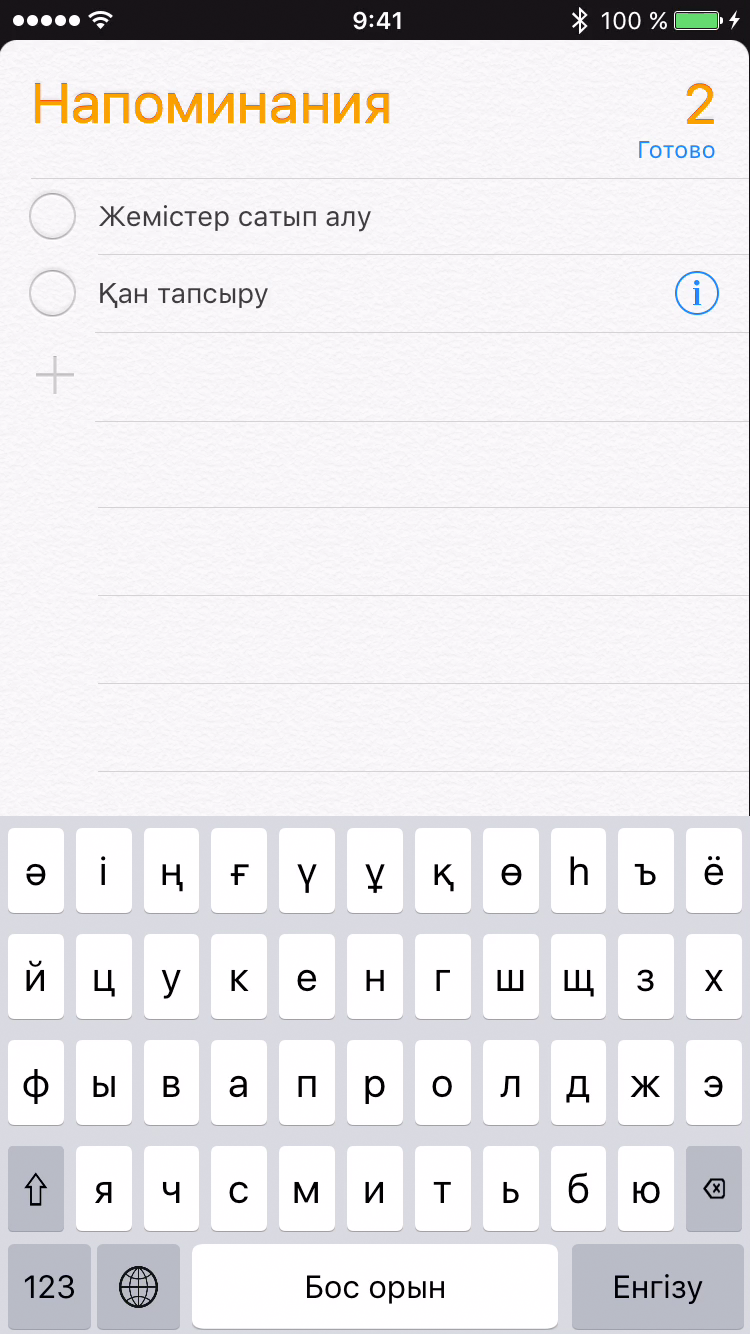 9:41 100 %
Напоминания 2
Готово
Жемістер сатып алу
Қан тапсыру
ә і ң ғ ү ұ қ ө һ ъ ё
й ц у к е н г ш щ з х
ф ы в а п р о л д ж э
я ч с м и т ь б ю
123 Бос орын Енгізу